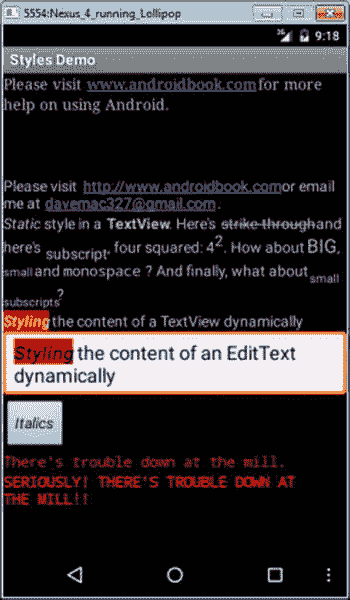 5554:Nexus_4_running_Lollipop
3G 9:18
Styles Demo
Please visit www.androidbook.com for more
help on using Android.
Please visit http://www.androidbook.com or email
me at davemac327@gmail.com.
Static style in a TextView. Here's strike-through and
here's subscript, four squared: 4². How about BIG,
small and monospace ? And finally, what about small
subscripts?
Styling the content of a TextView dynamically
Styling the content of an EditText
dynamically
Italics
There's trouble down at the mill.
SERIOUSLY! THERE'S TROUBLE DOWN AT
THE MILL!!